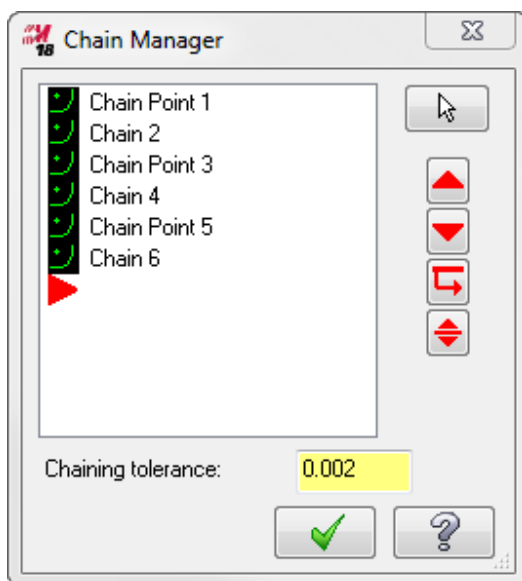 18 Chain Manager
Chain Point 1
Chain 2
Chain Point 3
Chain 4
Chain Point 5
Chain 6
Chaining tolerance: 0.002